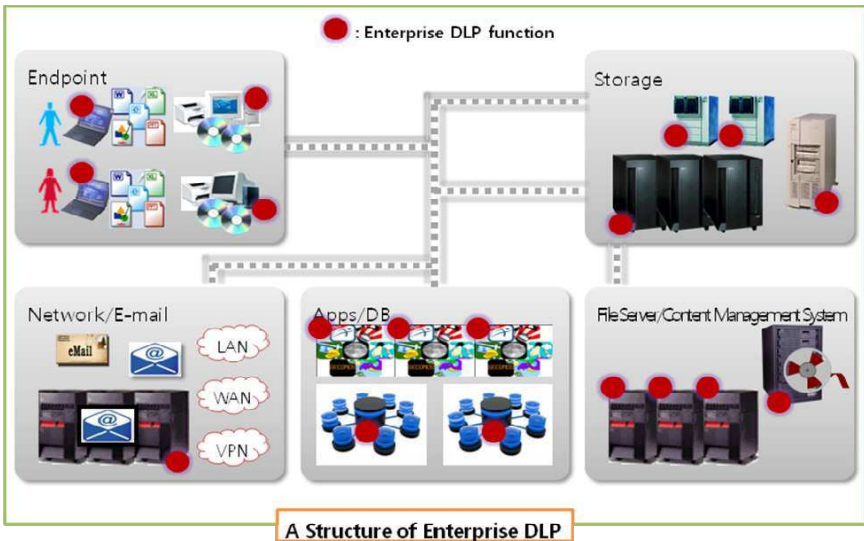 : Enterprise DLP function
Endpoint
Storage
Network/E-mail
eMail
@
@
LAN
WAN
VPN
Apps/DB
File Server/Content Management System
A Structure of Enterprise DLP